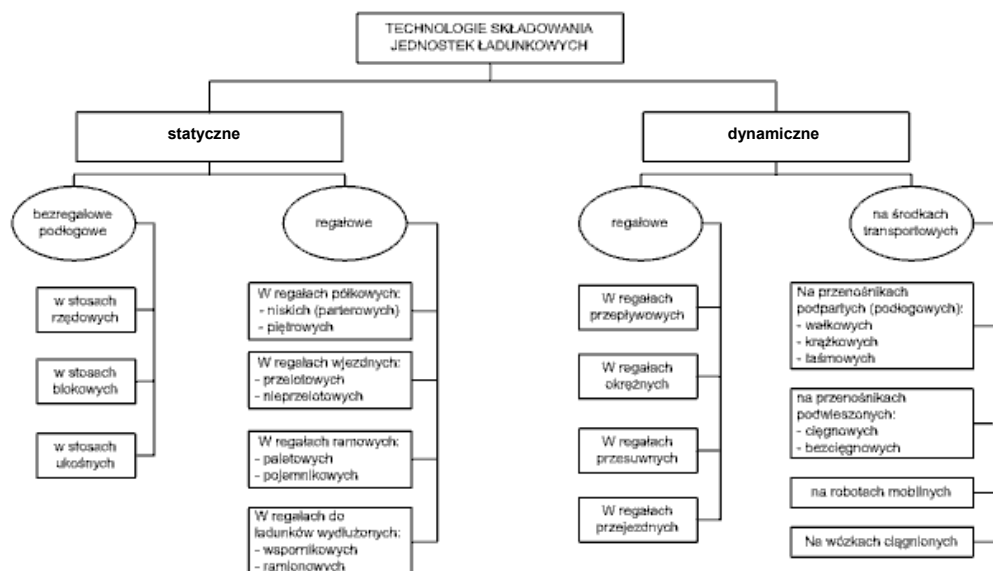 TECHNOLOGIE SKŁADOWANIA
JEDNOSTEK ŁADUNKOWYCH
statyczne
dynamiczne
bezregałowe
podłogowe
regałowe
regałowe
na środkach
transportowych
w stosach
rzędowych
w stosach
blokowych
w stosach
ukośnych
W regałach półkowych:
- niskich (parterowych)
- piętrowych
W regałach wjezdnych:
- przelotowych
- nieprzelotowych
W regałach ramowych:
- paletowych
- pojemnikowych
W regałach do
ładunków wydłużonych:
- wspornikowych
- ramionowych
W regałach
przepływowych
W regałach
okrężnych
W regałach
przesuwnych
W regałach
przejezdnych
Na przenośnikach
podpartych (podłogowych):
- wałkowych
- krążkowych
- taśmowych
na przenośnikach
podwieszonych:
- cięgnowych
- bezcięgnowych
na robotach mobilnych
Na wózkach ciągnionych